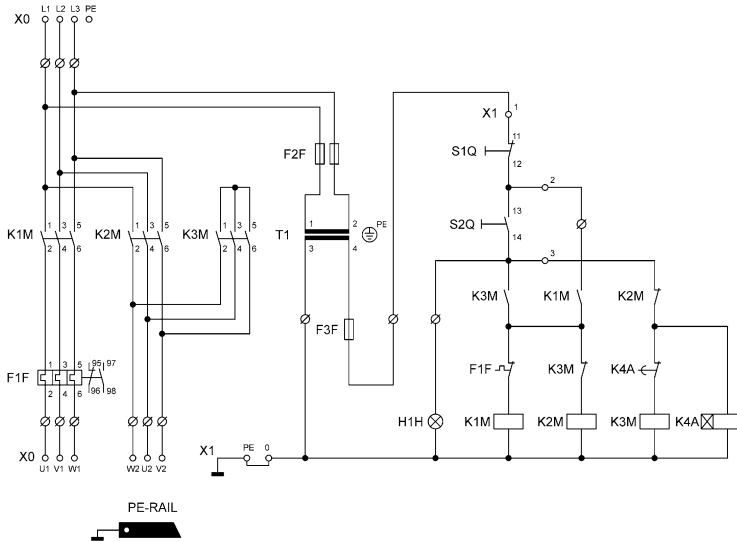 L1 L2 L3 PE
X0
1
X1
11
S1Q
12
F2F
2
13
S2Q
14
1 3 5
K1M
2 4 6
1 3 5
K2M
2 4 6
1 3 5
K3M
2 4 6
1 2
T1
PE
3 4
3
K3M K1M K2M
F3F
1 3 5 95 97
F1F
2 4 6 96 98
F1F K3M K4A
H1H K1M K2M K3M K4A
X0
U1 V1 W1 W2 U2 V2
X1 PE 0
PE-RAIL